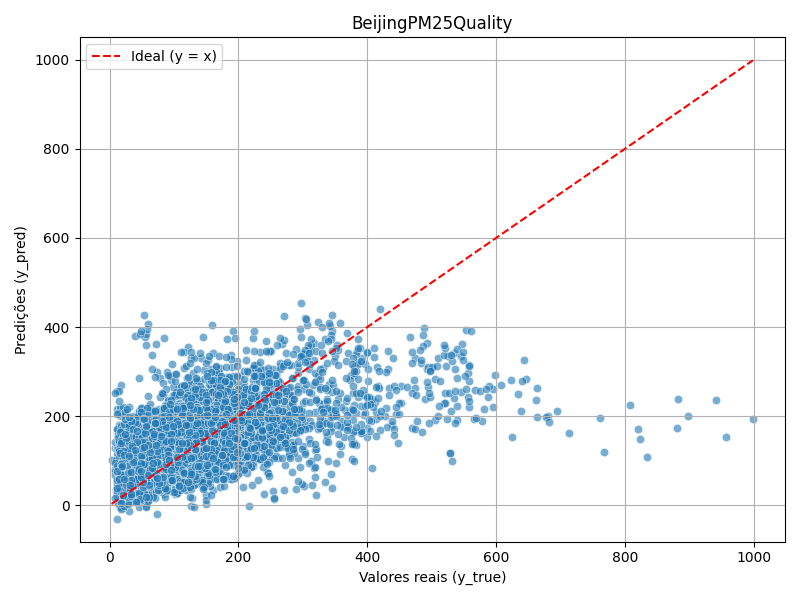 BeijingPM25Quality
Ideal (y = x)
1000
800
600
400
200
0
Predições (y_pred)
0 200 400 600 800 1000
Valores reais (y_true)